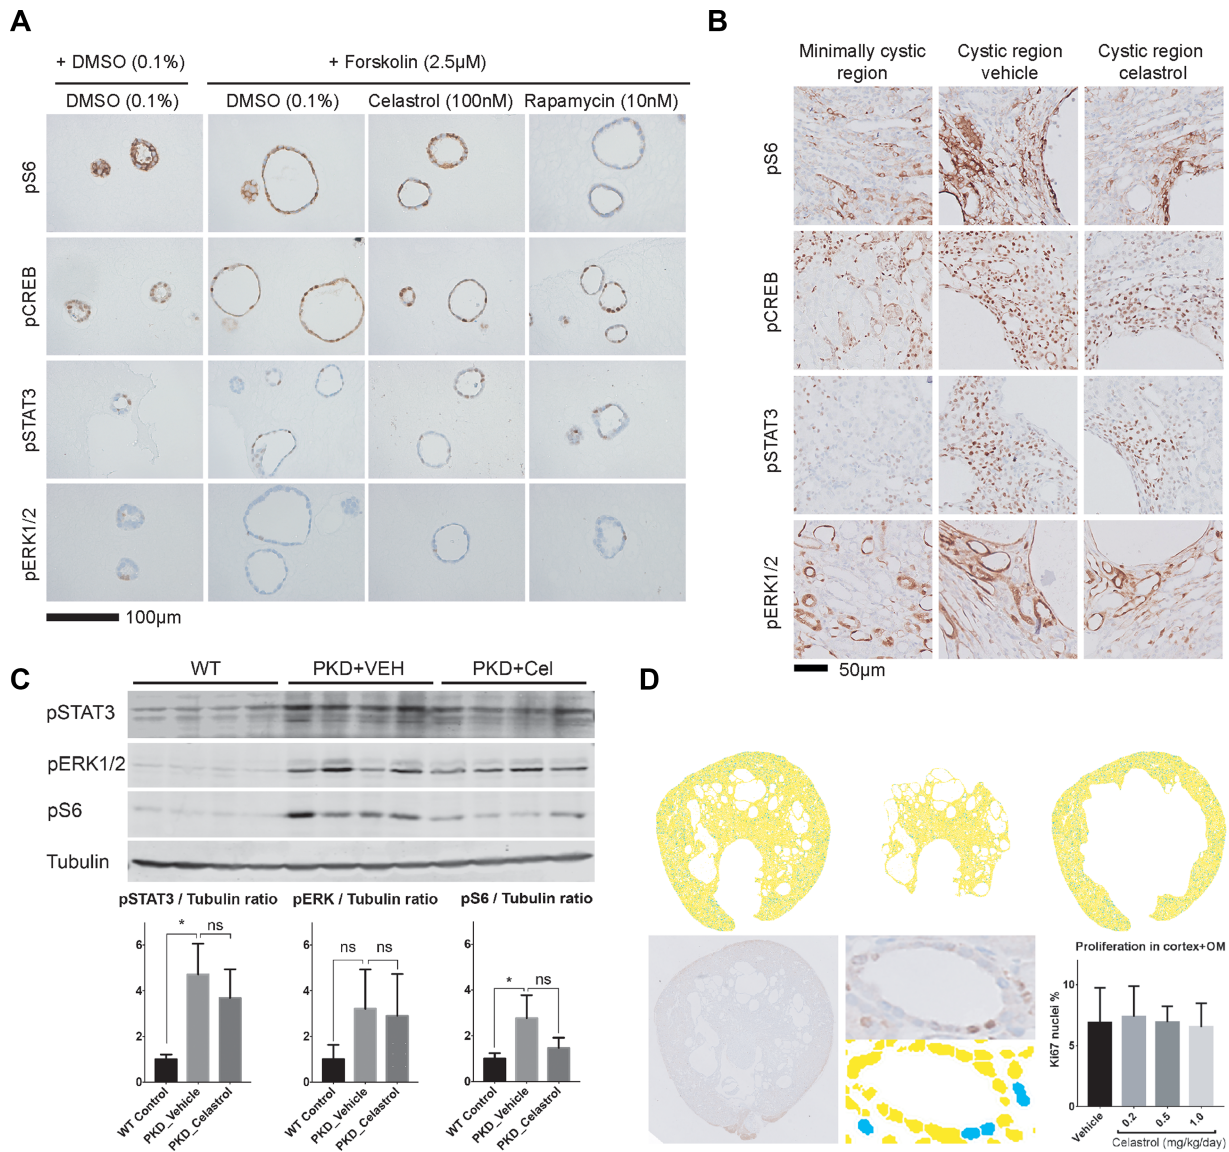 A
+ DMSO (0.1%)
+ Forskolin (2.5µM)
DMSO (0.1%)
DMSO (0.1%)
Celastrol (100nM)
Rapamycin (10nM)
pS6
pCREB
pSTAT3
pERK1/2
100µm
B
Minimally cystic
region
Cystic region
vehicle
Cystic region
celastrol
pS6
pCREB
pSTAT3
pERK1/2
50µm
C
WT
PKD+VEH
PKD+Cel
pSTAT3
pERK1/2
pS6
Tubulin
pSTAT3 / Tubulin ratio
6
4
2
0
*
ns
WT Control
PKD_Vehicle
PKD_Celastrol
pERK / Tubulin ratio
6
4
2
0
ns
ns
WT Control
PKD_Vehicle
PKD_Celastrol
pS6 / Tubulin ratio
6
4
2
0
*
ns
WT Control
PKD_Vehicle
PKD_Celastrol
D
Proliferation in cortex+OM
Ki67 nuclei %
10
5
0
Vehicle
0.2
0.5
1.0
Celastrol (mg/kg/day)